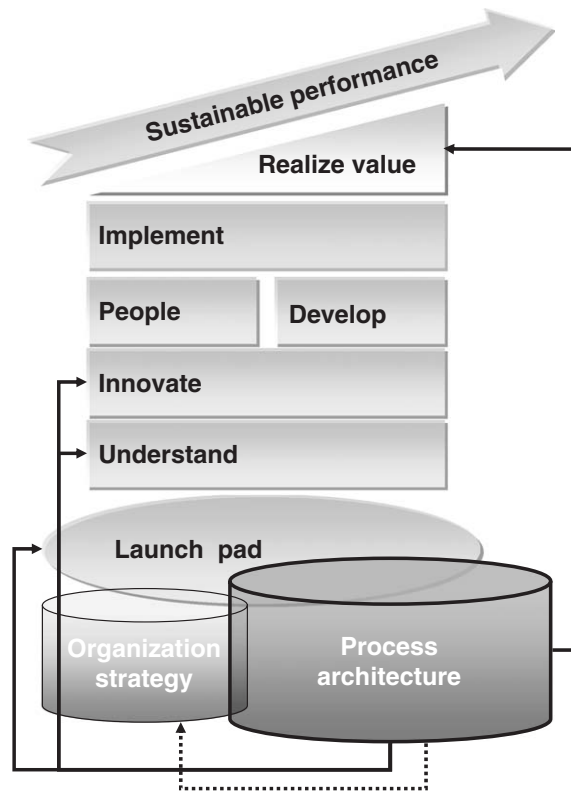 Sustainable performance
Realize value
Implement
People
Develop
Innovate
Understand
Launch pad
Organization
strategy
Process
architecture